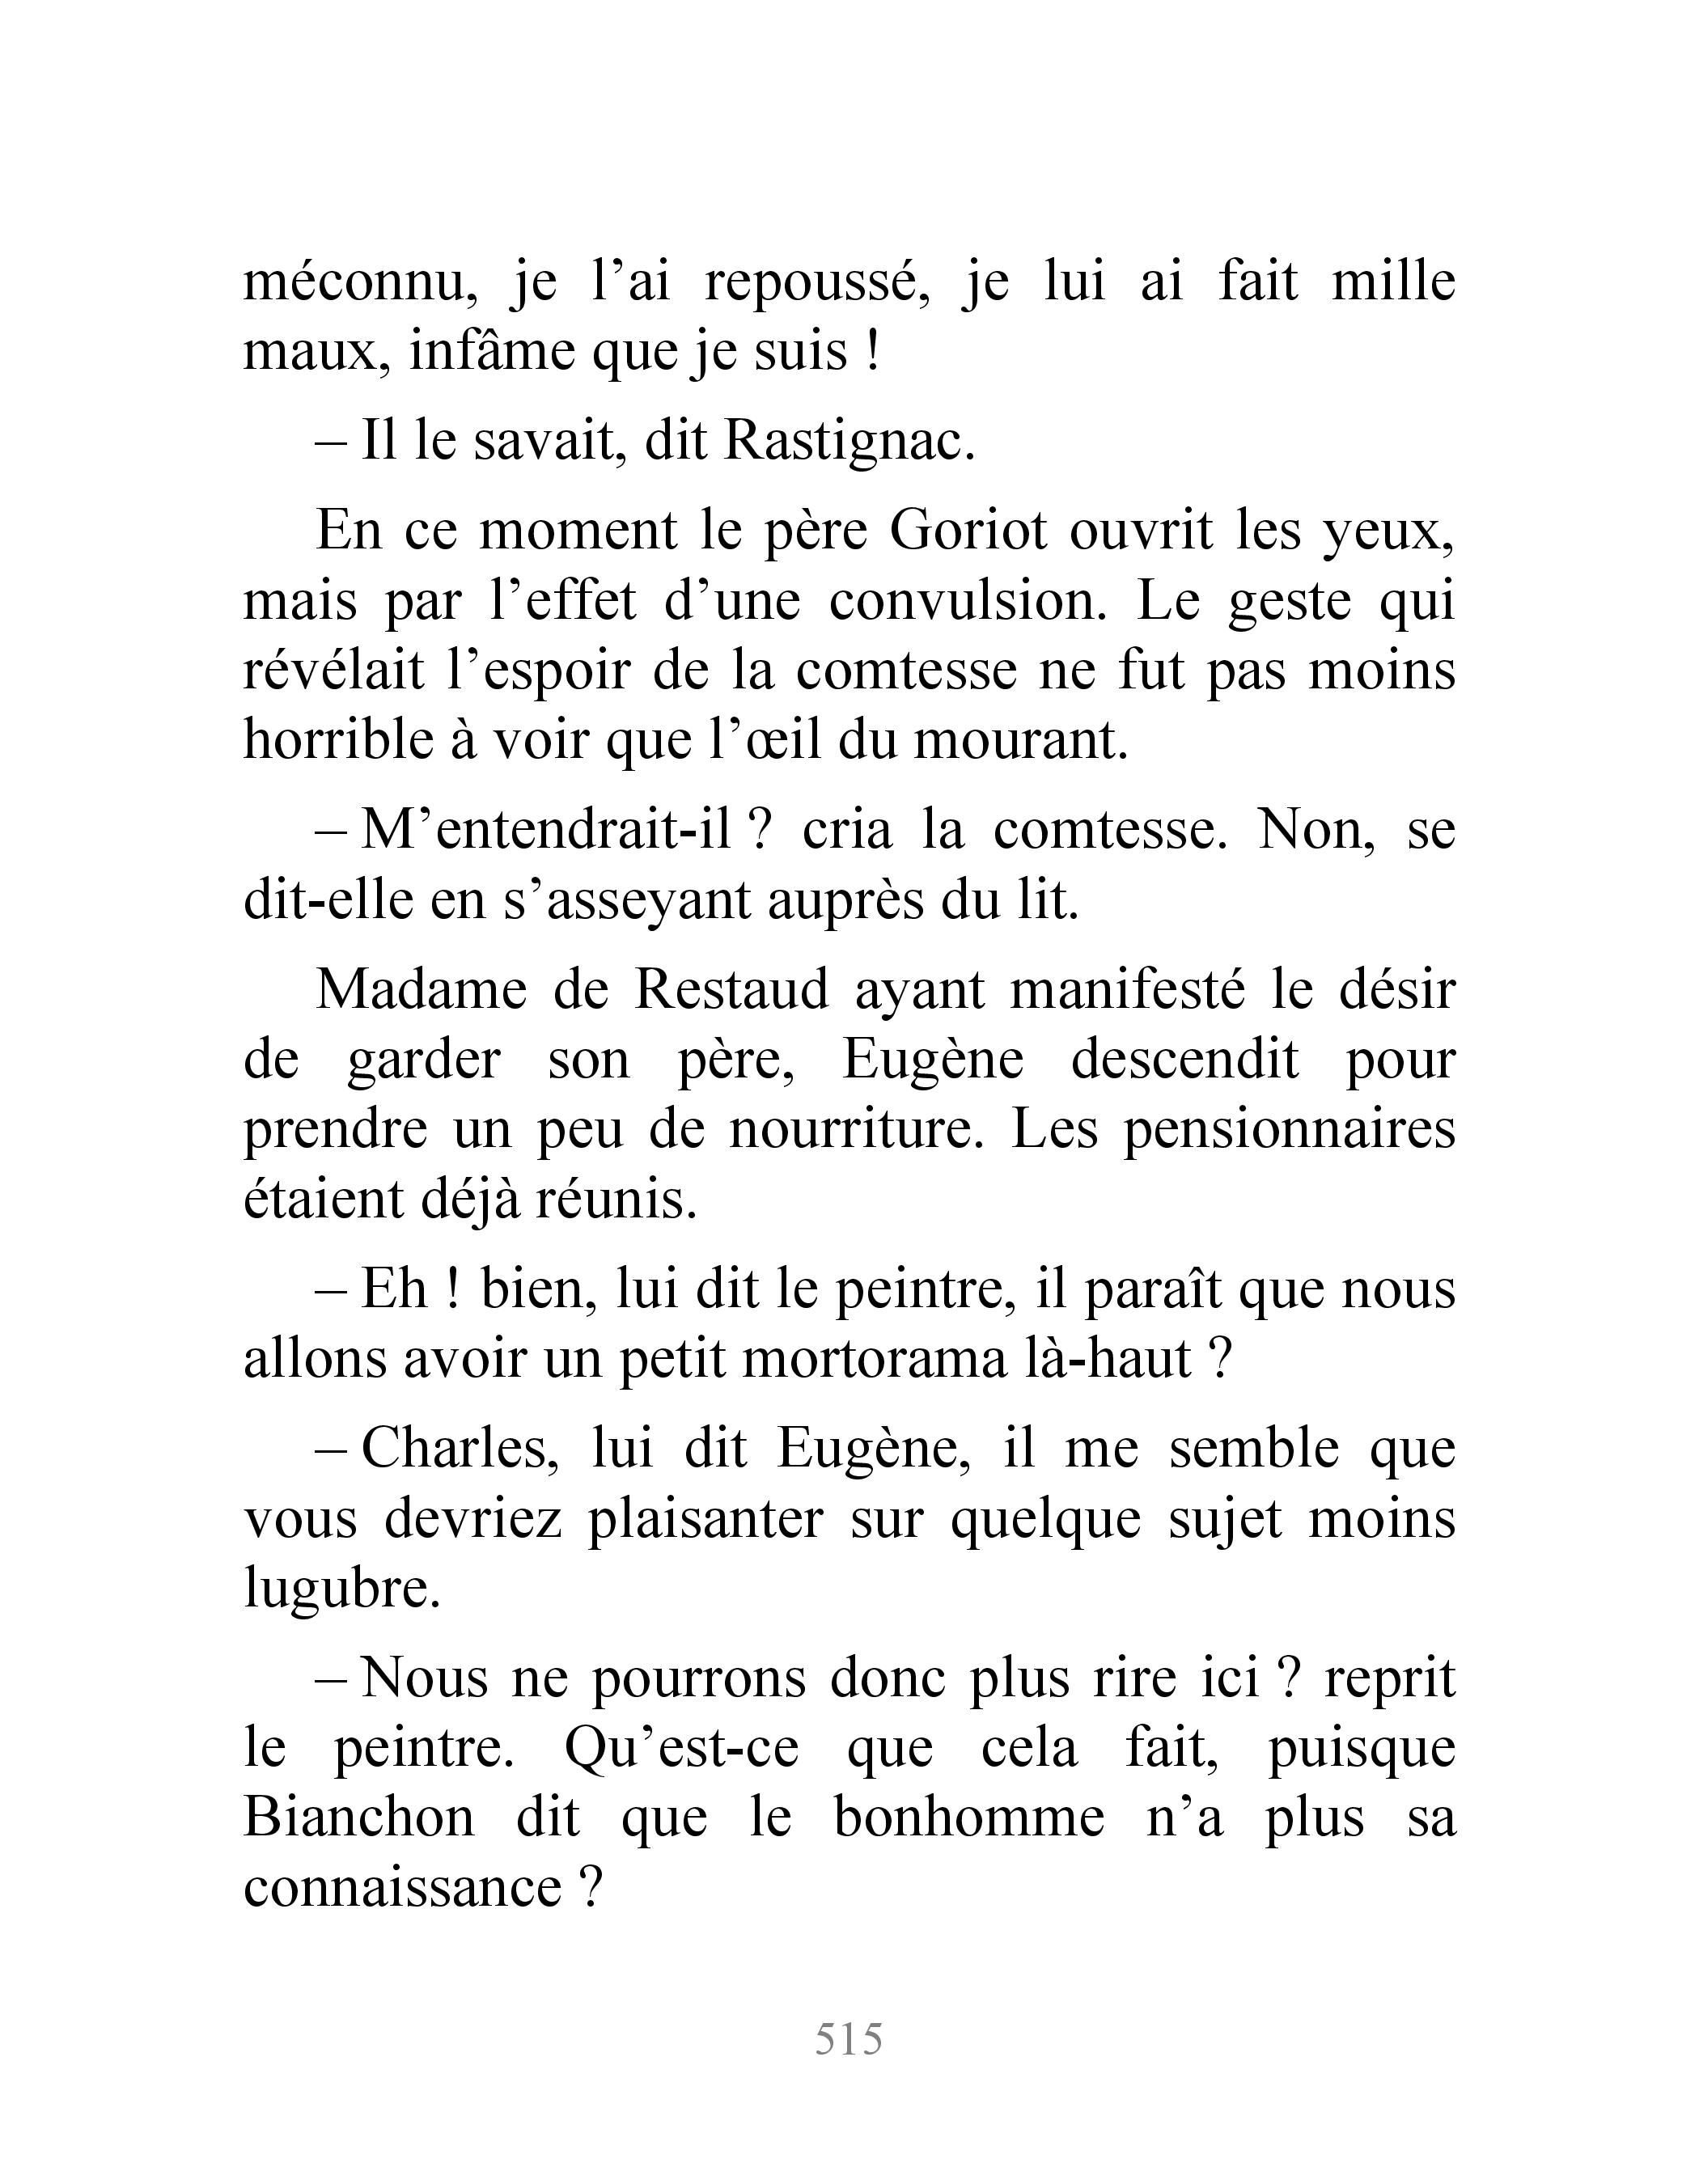 méconnu, je l’ai repoussé, je lui ai fait mille
maux, infâme que je suis !
– Il le savait, dit Rastignac.
En ce moment le père Goriot ouvrit les yeux,
mais par l’effet d’une convulsion. Le geste qui
révélait l’espoir de la comtesse ne fut pas moins
horrible à voir que l’œil du mourant.
– M’entendrait-il ? cria la comtesse. Non, se
dit-elle en s’asseyant auprès du lit.
Madame de Restaud ayant manifesté le désir
de garder son père, Eugène descendit pour
prendre un peu de nourriture. Les pensionnaires
étaient déjà réunis.
– Eh ! bien, lui dit le peintre, il paraît que nous
allons avoir un petit mortorama là-haut ?
– Charles, lui dit Eugène, il me semble que
vous devriez plaisanter sur quelque sujet moins
lugubre.
– Nous ne pourrons donc plus rire ici ? reprit
le peintre. Qu’est-ce que cela fait, puisque
Bianchon dit que le bonhomme n’a plus sa
connaissance ?
515